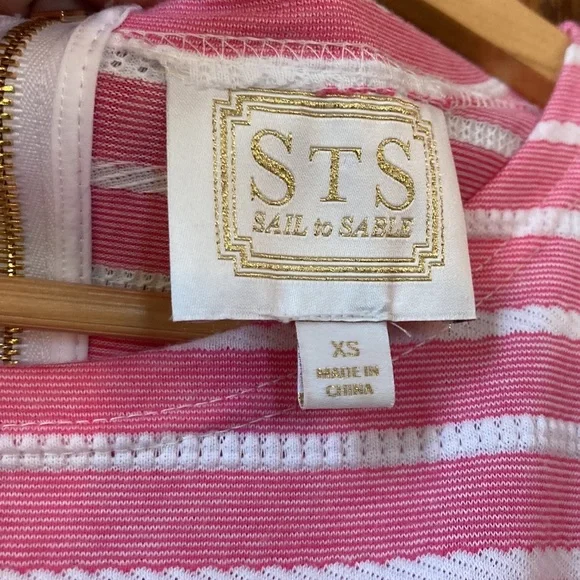 STS
SAIL to SABLE
XS
MADE IN
CHINA